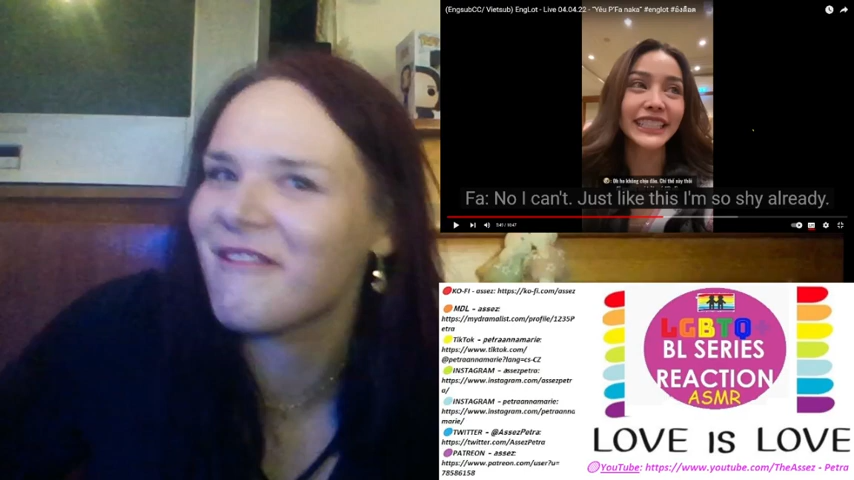 (EngsubCC/ Vietsub) EngLot - Live 04.04.22 - "Yêu P'Fa naka" #englot #อิงล็อต
Fa: No I can't. Just like this I'm so shy already.
KO-FI - assez: https://ko-fi.com/assez
MDL - assez:
https://mydramalist.com/profile/1235P
etra
TikTok - petraannamarie:
https://www.tiktok.com/
@petraannamarie?lang=cs-CZ
INSTAGRAM - assezpetra:
https://www.instagram.com/assezpetr
a/
INSTAGRAM - petraannamarie:
https://www.instagram.com/petraanna
marie/
TWITTER - @AssezPetra:
https://twitter.com/AssezPetra
PATREON - assez:
https://www.patreon.com/user?u=
78586158
LGBTQ+
BL SERIES
REACTION
ASMR
LOVE IS LOVE
YouTube: https://www.youtube.com/TheAssez - Petra